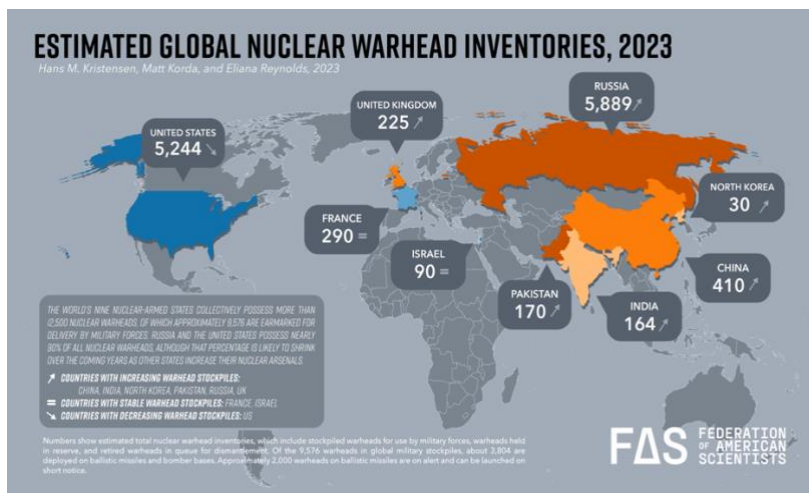 ESTIMATED GLOBAL NUCLEAR WARHEAD INVENTORIES, 2023
Hans M. Kristensen, Matt Korda, and Eliana Reynolds, 2023
RUSSIA
5,889 ↗
UNITED KINGDOM
225 ↗
UNITED STATES
5,244 ↘
NORTH KOREA
30 ↗
FRANCE
290 =
ISRAEL
90 =
CHINA
410 ↗
PAKISTAN
170 ↗
INDIA
164 ↗
THE WORLD'S NINE NUCLEAR-ARMED STATES COLLECTIVELY POSSESS MORE THAN
12,500 NUCLEAR WARHEADS, OF WHICH APPROXIMATELY 9,576 ARE EARMARKED FOR
DELIVERY BY MILITARY FORCES. RUSSIA AND THE UNITED STATES POSSESS NEARLY
90% OF ALL NUCLEAR WARHEADS, ALTHOUGH THAT PERCENTAGE IS LIKELY TO SHRINK
OVER THE COMING YEARS AS OTHER STATES INCREASE THEIR NUCLEAR ARSENALS.
↗ COUNTRIES WITH INCREASING WARHEAD STOCKPILES:
CHINA, INDIA, NORTH KOREA, PAKISTAN, RUSSIA, UK
= COUNTRIES WITH STABLE WARHEAD STOCKPILES: FRANCE, ISRAEL
↘ COUNTRIES WITH DECREASING WARHEAD STOCKPILES: US
Numbers show estimated total nuclear warhead inventories, which include stockpiled warheads for use by military forces, warheads held
in reserve, and retired warheads in queue for dismantlement. Of the 9,576 warheads in global military stockpiles, about 3,804 are
deployed on ballistic missiles and bomber bases. Approximately 2,000 warheads on ballistic missiles are on alert and can be launched on
short notice.
FAS
FEDERATION
OF AMERICAN
SCIENTISTS